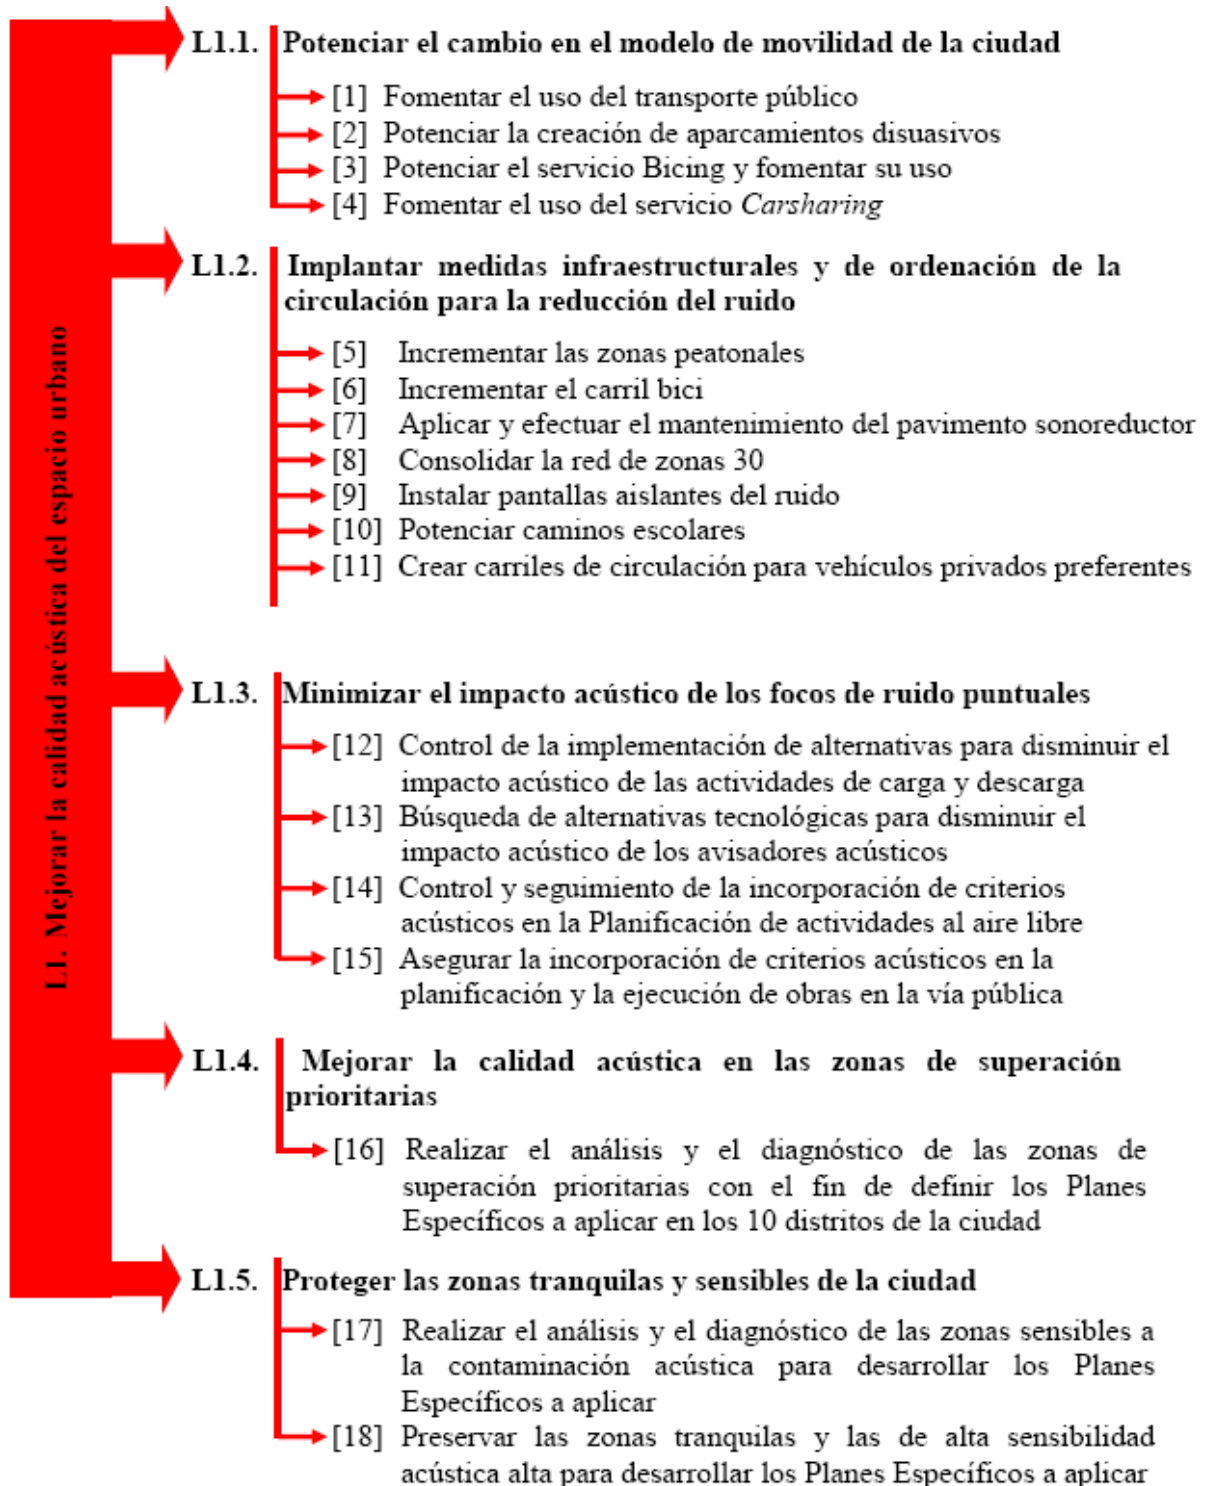 L1. Mejorar la calidad acústica del espacio urbano
L1.1. Potenciar el cambio en el modelo de movilidad de la ciudad
[1] Fomentar el uso del transporte público
[2] Potenciar la creación de aparcamientos disuasivos
[3] Potenciar el servicio Bicing y fomentar su uso
[4] Fomentar el uso del servicio Carsharing
L1.2. Implantar medidas infraestructurales y de ordenación de la
circulación para la reducción del ruido
[5] Incrementar las zonas peatonales
[6] Incrementar el carril bici
[7] Aplicar y efectuar el mantenimiento del pavimento sonoreductor
[8] Consolidar la red de zonas 30
[9] Instalar pantallas aislantes del ruido
[10] Potenciar caminos escolares
[11] Crear carriles de circulación para vehículos privados preferentes
L1.3. Minimizar el impacto acústico de los focos de ruido puntuales
[12] Control de la implementación de alternativas para disminuir el
impacto acústico de las actividades de carga y descarga
[13] Búsqueda de alternativas tecnológicas para disminuir el
impacto acústico de los avisadores acústicos
[14] Control y seguimiento de la incorporación de criterios
acústicos en la Planificación de actividades al aire libre
[15] Asegurar la incorporación de criterios acústicos en la
planificación y la ejecución de obras en la vía pública
L1.4. Mejorar la calidad acústica en las zonas de superación
prioritarias
[16] Realizar el análisis y el diagnóstico de las zonas de
superación prioritarias con el fin de definir los Planes
Específicos a aplicar en los 10 distritos de la ciudad
L1.5. Proteger las zonas tranquilas y sensibles de la ciudad
[17] Realizar el análisis y el diagnóstico de las zonas sensibles a
la contaminación acústica para desarrollar los Planes
Específicos a aplicar
[18] Preservar las zonas tranquilas y las de alta sensibilidad
acústica alta para desarrollar los Planes Específicos a aplicar